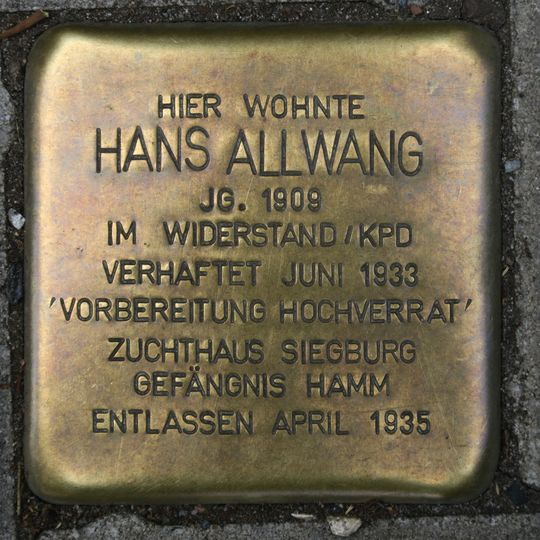 HIER WOHNTE
HANS ALLWANG
JG. 1909
IM WIDERSTAND/KPD
VERHAFTET JUNI 1933
'VORBEREITUNG HOCHVERRAT'
ZUCHTHAUS SIEGBURG
GEFÄNGNIS HAMM
ENTLASSEN APRIL 1935